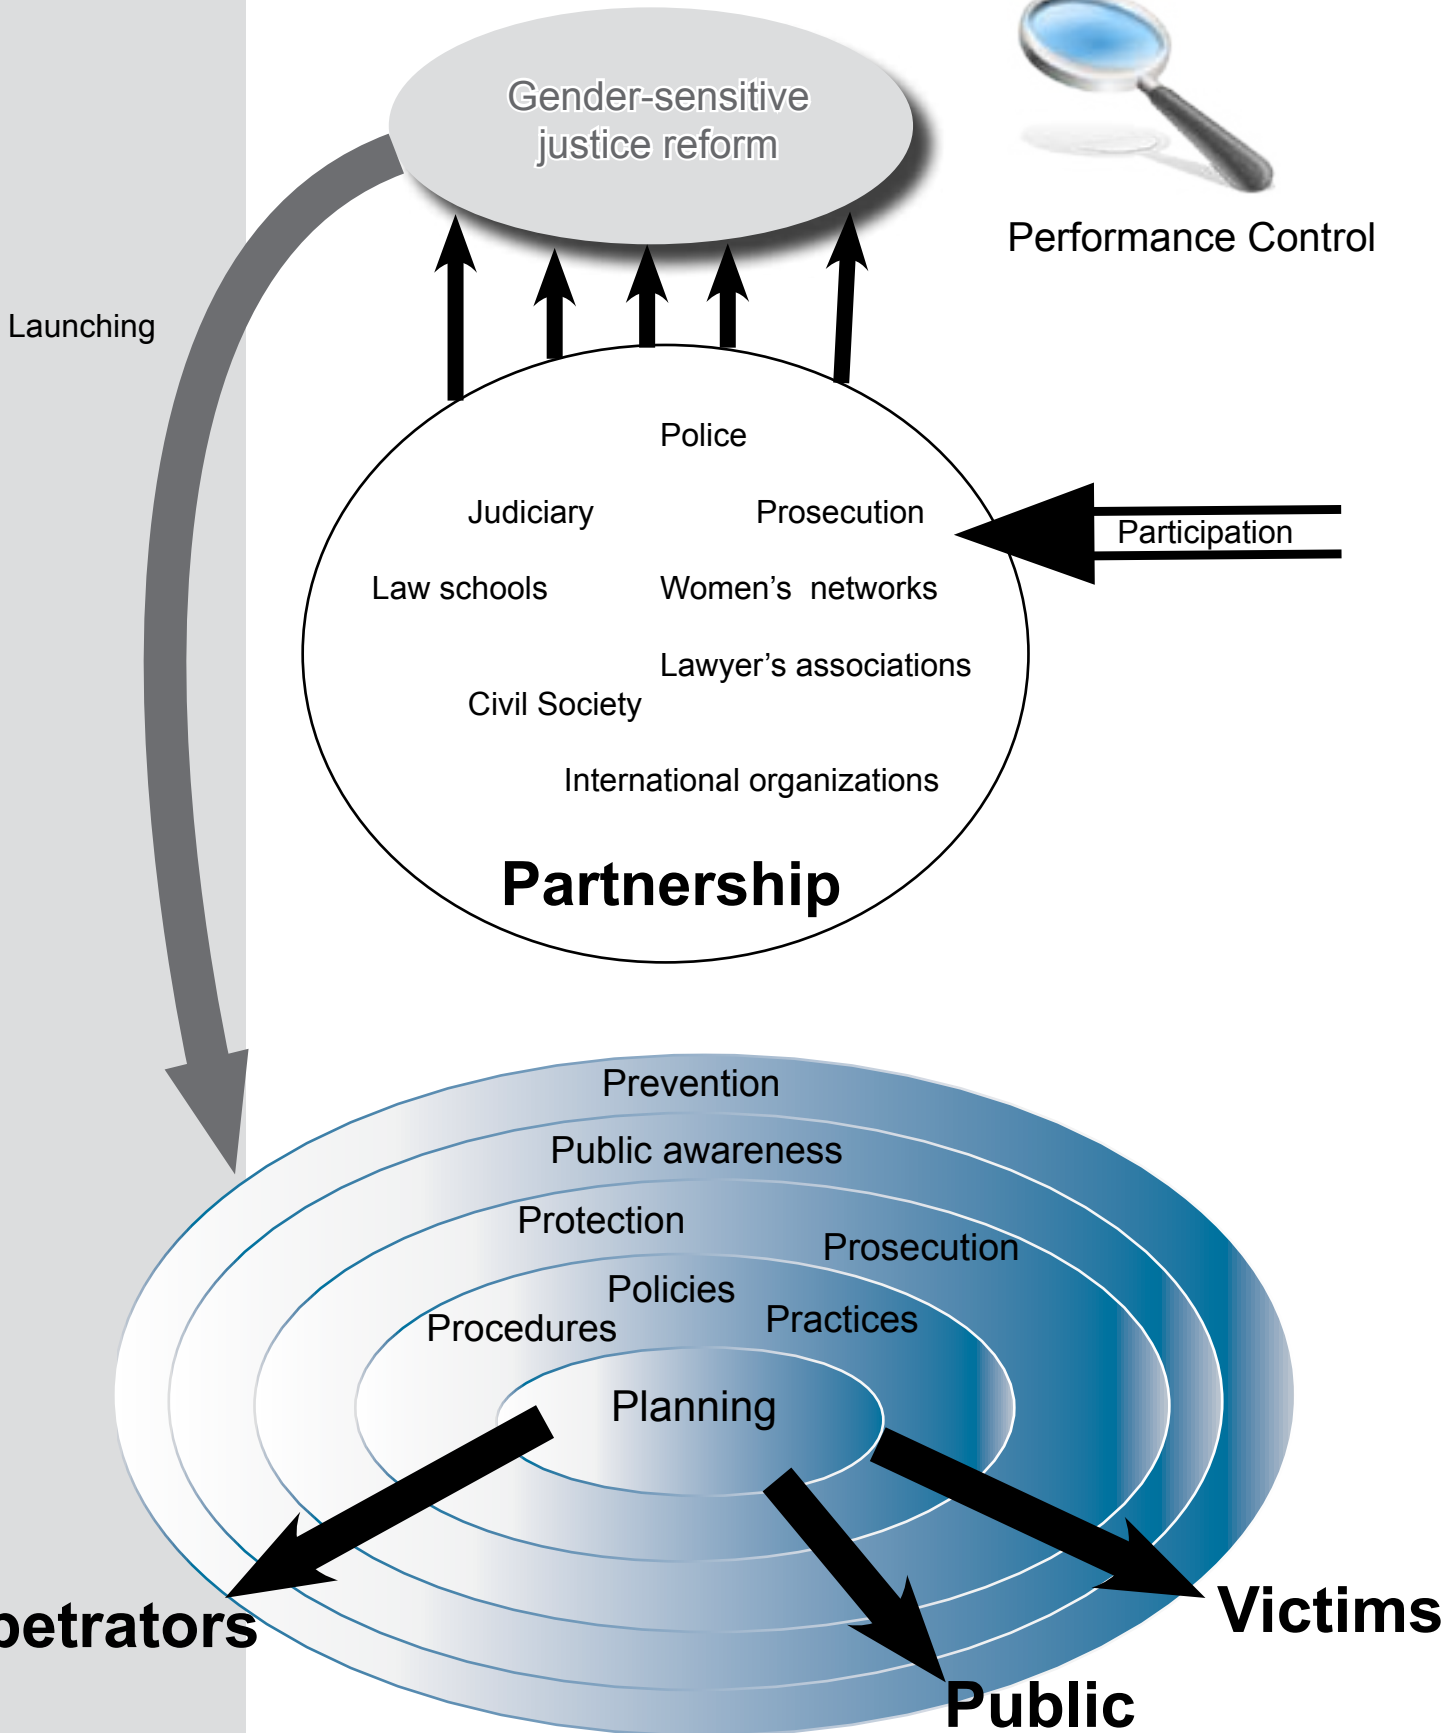 Gender-sensitive
justice reform
Performance Control
Launching
Police
Judiciary
Prosecution
Participation
Law schools
Women’s networks
Lawyer’s associations
Civil Society
International organizations
Partnership
Prevention
Public awareness
Protection
Prosecution
Policies
Procedures
Practices
Planning
petrators
Victims
Public